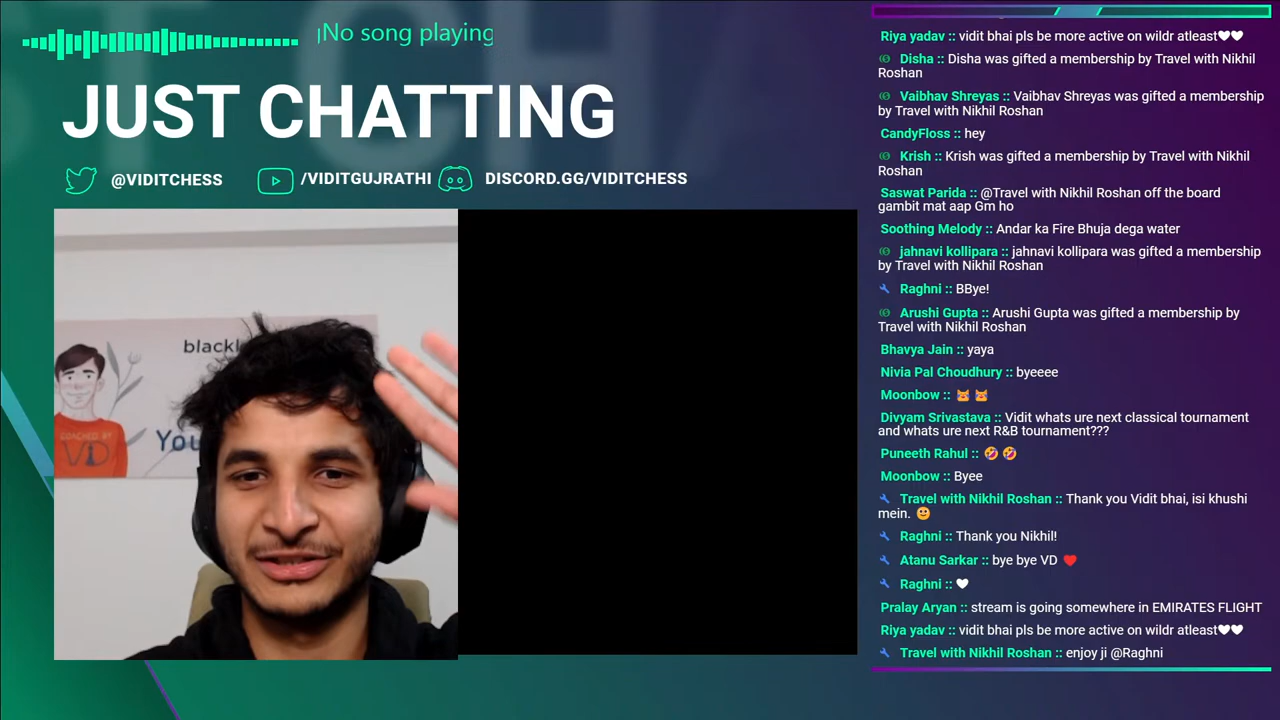 No song playing
JUST CHATTING
@VIDITCHESS
/VIDITGUJRATHI
DISCORD.GG/VIDITCHESS
COACHED BY
VD
Riya yadav :: vidit bhai pls be more active on wildr atleast🤍🤍
Disha :: Disha was gifted a membership by Travel with Nikhil
Roshan
Vaibhav Shreyas :: Vaibhav Shreyas was gifted a membership
by Travel with Nikhil Roshan
CandyFloss :: hey
Krish :: Krish was gifted a membership by Travel with Nikhil
Roshan
Saswat Parida :: @Travel with Nikhil Roshan off the board
gambit mat aap Gm ho
Soothing Melody :: Andar ka Fire Bhuja dega water
jahnavi kollipara :: jahnavi kollipara was gifted a membership
by Travel with Nikhil Roshan
Raghni :: BBye!
Arushi Gupta :: Arushi Gupta was gifted a membership by
Travel with Nikhil Roshan
Bhavya Jain :: yaya
Nivia Pal Choudhury :: byeeee
Moonbow :: 😼 😼
Divyam Srivastava :: Vidit whats ure next classical tournament
and whats ure next R&B tournament???
Puneeth Rahul :: 🤣 🤣
Moonbow :: Byee
Travel with Nikhil Roshan :: Thank you Vidit bhai, isi khushi
mein. 🙂
Raghni :: Thank you Nikhil!
Atanu Sarkar :: bye bye VD ♥
Raghni :: 🤍
Pralay Aryan :: stream is going somewhere in EMIRATES FLIGHT
Riya yadav :: vidit bhai pls be more active on wildr atleast🤍🤍
Travel with Nikhil Roshan :: enjoy ji @Raghni